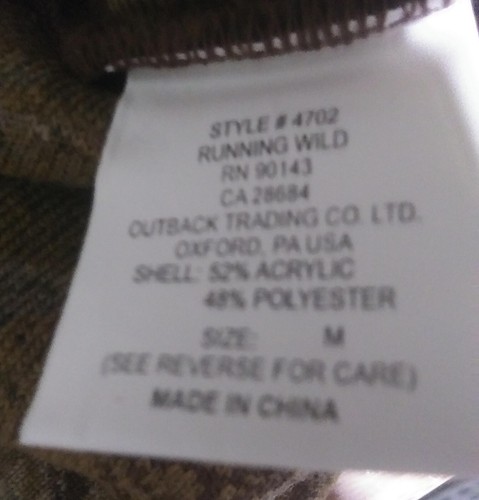 STYLE # 4702
RUNNING WILD
RN 90143
CA 28684
OUTBACK TRADING CO. LTD.
OXFORD, PA USA
SHELL: 52% ACRYLIC
48% POLYESTER
SIZE: M
(SEE REVERSE FOR CARE)
MADE IN CHINA